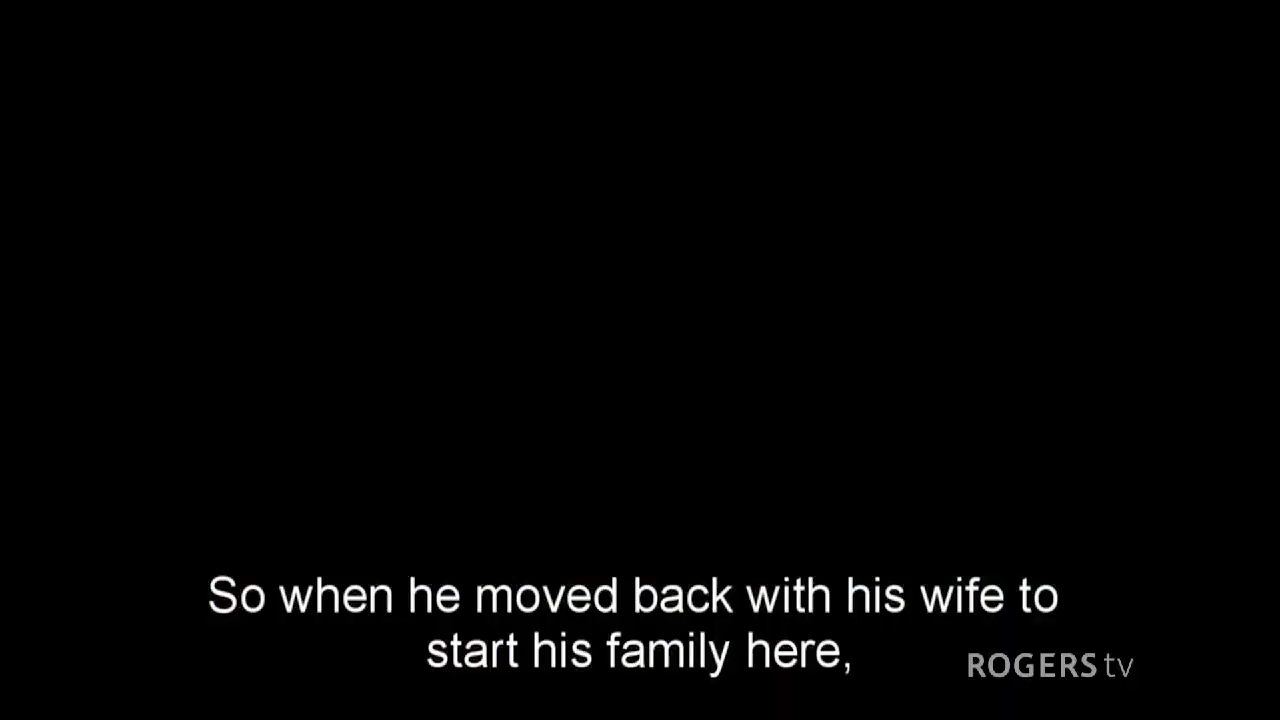 So when he moved back with his wife to
start his family here,
ROGERS tv